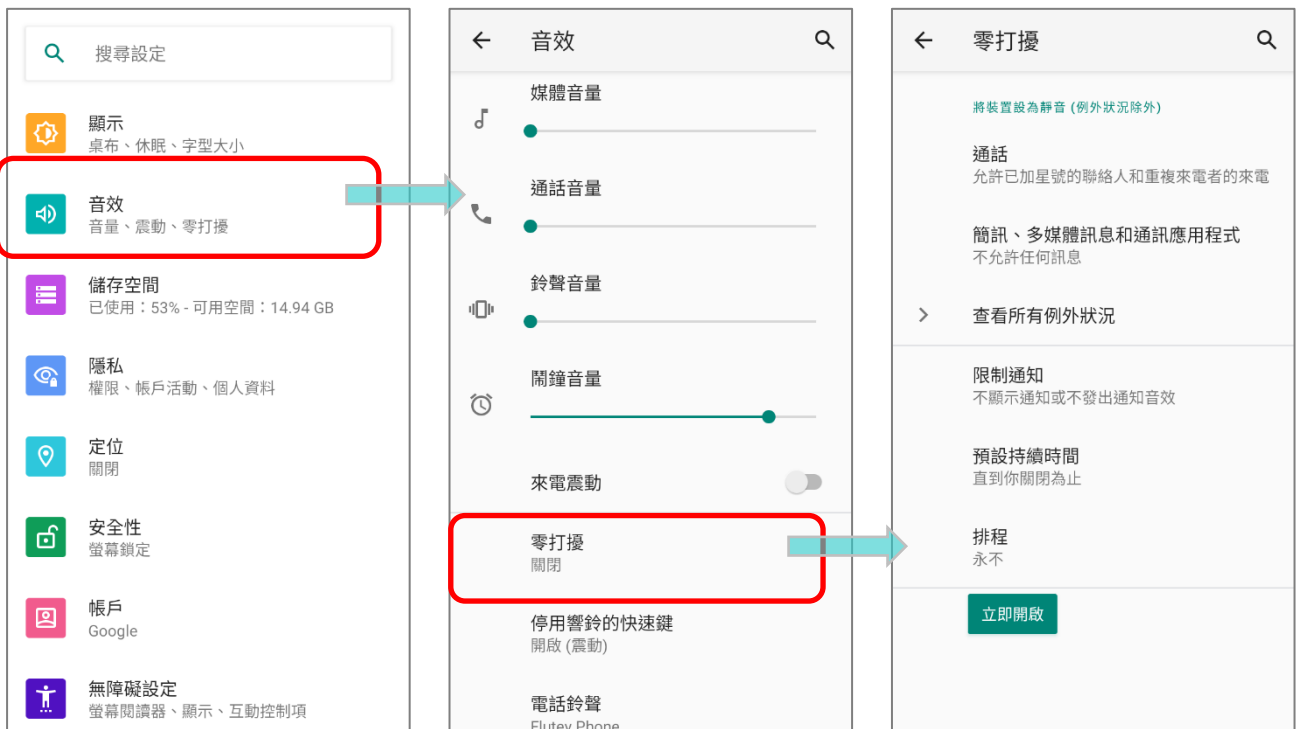 搜尋設定
顯示
桌布、休眠、字型大小
音效
音量、震動、零打擾
儲存空間
已使用：53% - 可用空間：14.94 GB
隱私
權限、帳戶活動、個人資料
定位
關閉
安全性
螢幕鎖定
帳戶
Google
無障礙設定
螢幕閱讀器、顯示、互動控制項
音效
媒體音量
通話音量
鈴聲音量
鬧鐘音量
來電震動
零打擾
關閉
停用響鈴的快速鍵
開啟 (震動)
電話鈴聲
Flutey Phone
零打擾
將裝置設為靜音 (例外狀況除外)
通話
允許已加星號的聯絡人和重複來電者的來電
簡訊、多媒體訊息和通訊應用程式
不允許任何訊息
查看所有例外狀況
限制通知
不顯示通知或不發出通知音效
預設持續時間
直到你關閉為止
排程
永不
立即開啟